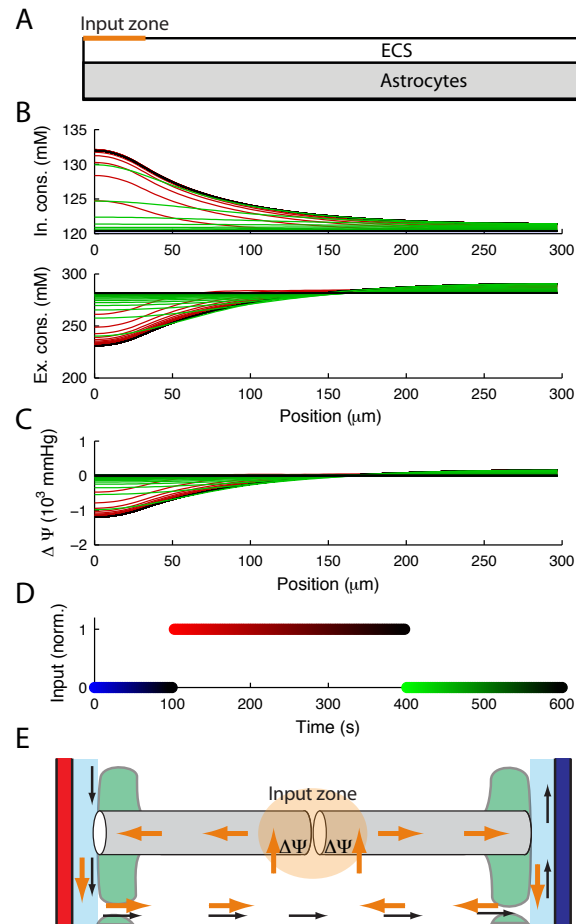 A
Input zone
ECS
Astrocytes
B
In. cons. (mM)
135
130
125
120
0 50 100 150 200 250 300
Ex. cons. (mM)
300
250
200
0 50 100 150 200 250 300
Position (μm)
C
Δ Ψ (10³ mmHg)
1
0
−1
−2
0 50 100 150 200 250 300
Position (μm)
D
Input (norm.)
1
0
0 100 200 300 400 500 600
Time (s)
E
Input zone
ΔΨ ΔΨ